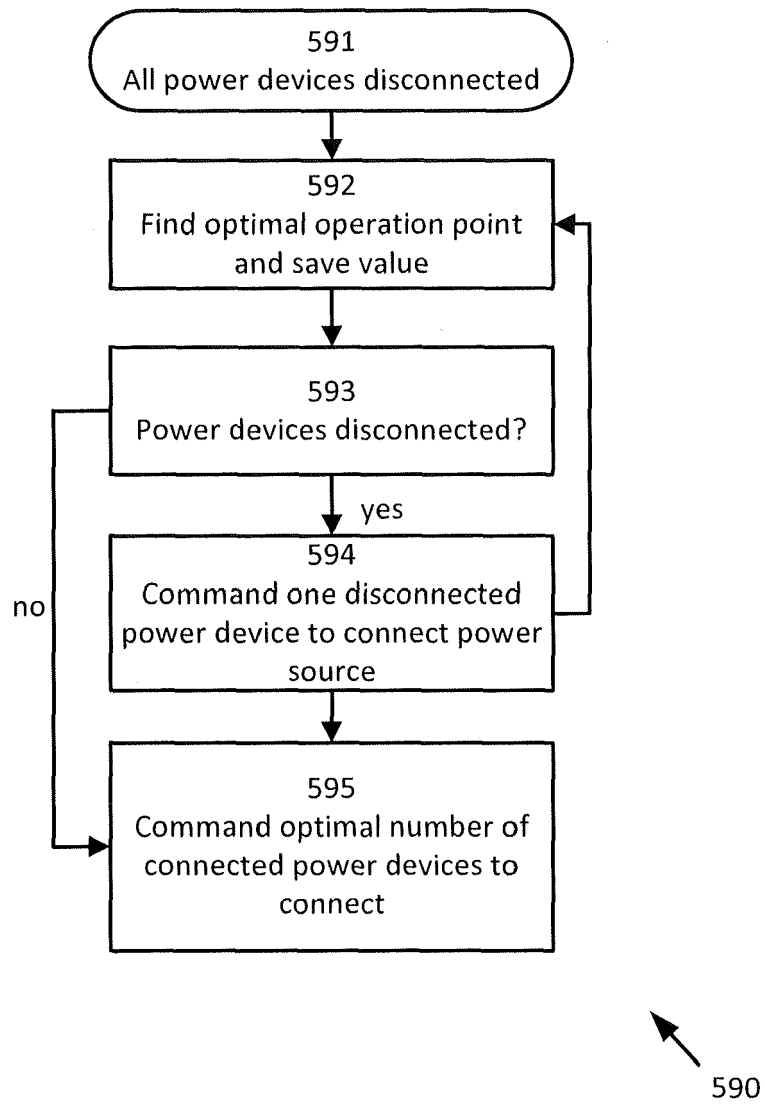 591
All power devices disconnected
592
Find optimal operation point
and save value
593
Power devices disconnected?
yes
594
Command one disconnected
power device to connect power
source
no
595
Command optimal number of
connected power devices to
connect
590